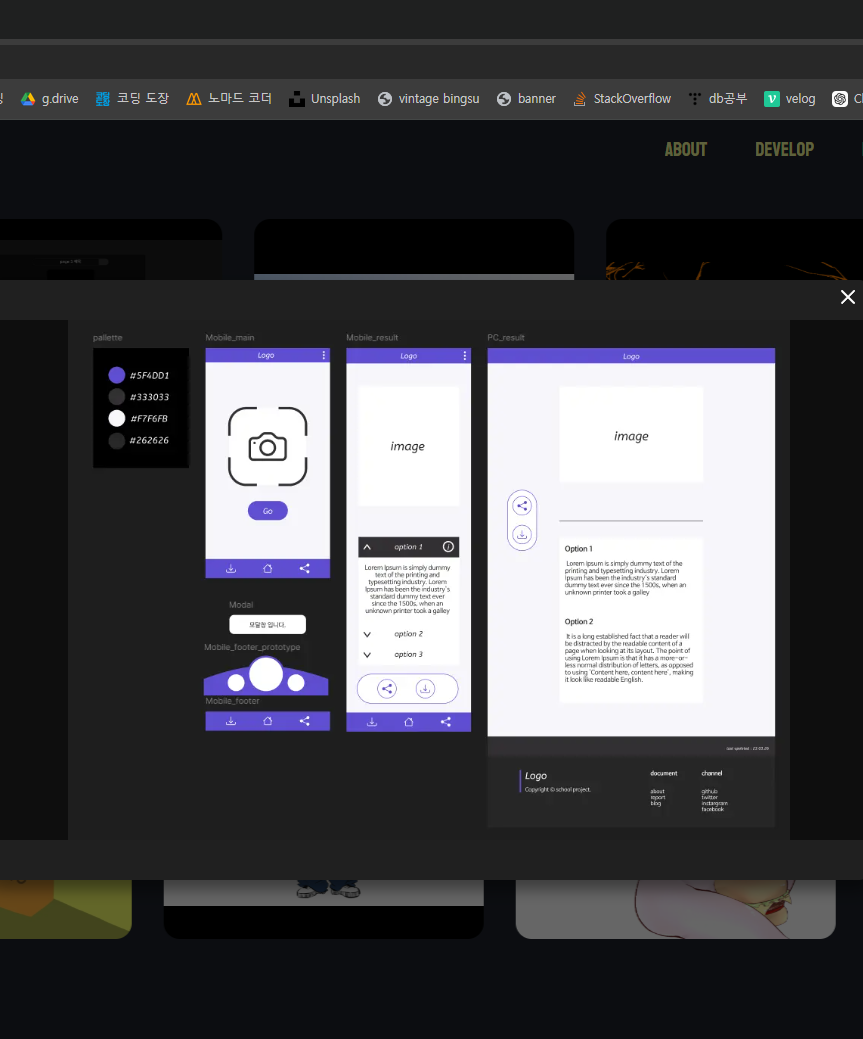 g.drive 코딩 도장 노마드 코더 Unsplash vintage bingsu banner StackOverflow db공부 velog
ABOUT DEVELOP
pallette
#5F4DD1
#333033
#F7F6FB
#262626
Mobile_main
Logo
Go
Modal
모달창 입니다.
Mobile_footer_prototype
Mobile_footer
Mobile_result
Logo
image
option 1
Lorem Ipsum is simply dummy
text of the printing and
typesetting industry. Lorem
Ipsum has been the industry's
standard dummy text ever
since the 1500s, when an
unknown printer took a galley
option 2
option 3
PC_result
Logo
image
Option 1
Lorem Ipsum is simply dummy text of the
printing and typesetting industry. Lorem
Ipsum has been the industry's standard
dummy text ever since the 1500s, when an
unknown printer took a galley
Option 2
It is a long established fact that a reader will
be distracted by the readable content of a
page when looking at its layout. The point of
using Lorem Ipsum is that it has a more-or-
less normal distribution of letters, as opposed
to using 'Content here, content here', making
it look like readable English.
Logo
Copyright © school project.
document
about
report
blog
channel
github
twitter
instargram
facebook